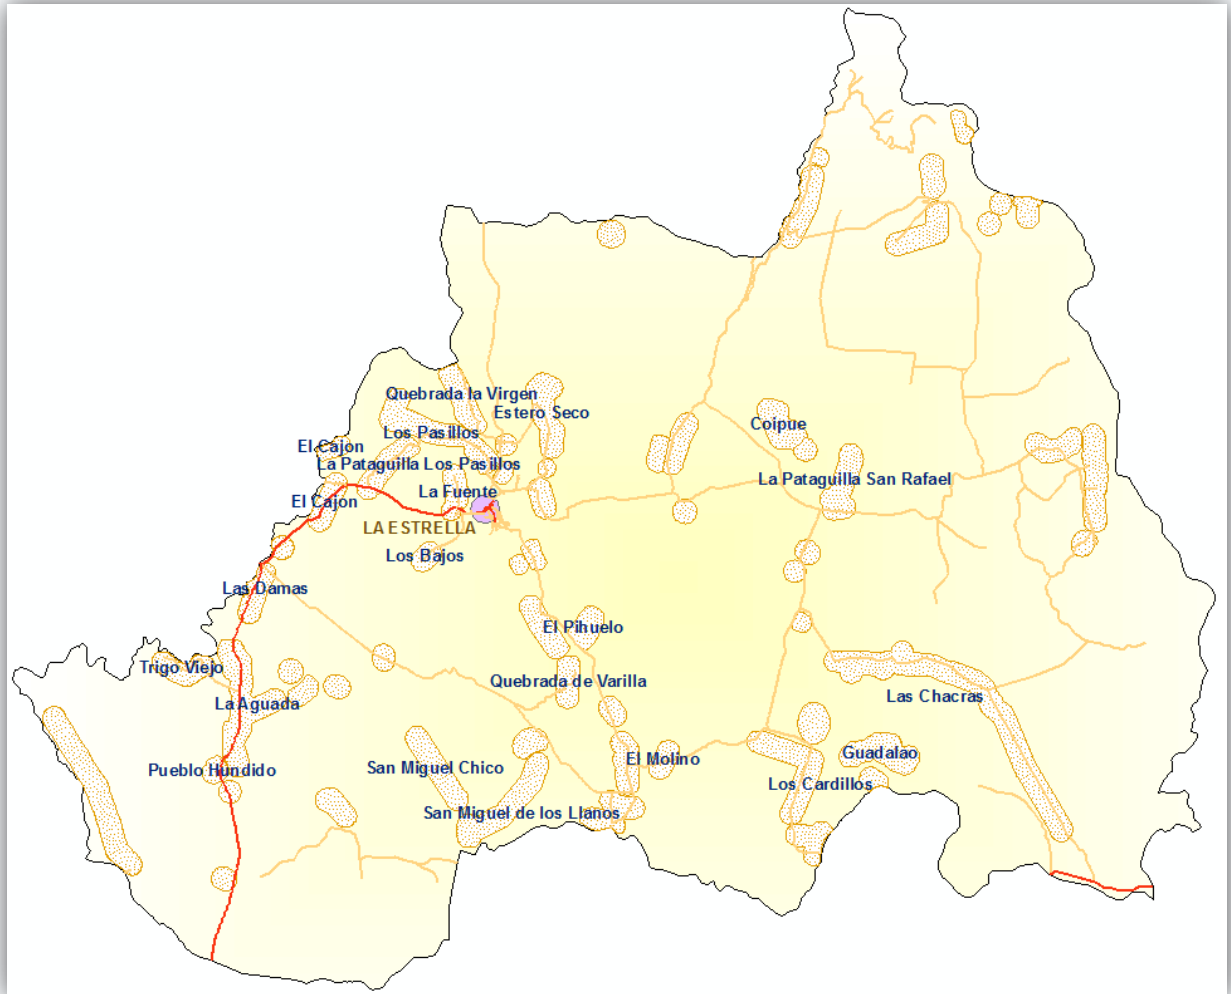 Quebrada la Virgen
Estero Seco
Coipue
Los Pasillos
El Cajon
La Pataguilla Los Pasillos
La Pataguilla San Rafael
La Fuente
El Cajon
LA ESTRELLA
Los Bajos
Las Damas
El Pihuelo
Trigo Viejo
Quebrada de Varilla
Las Chacras
La Aguada
Guadalao
El Molino
San Miguel Chico
Pueblo Hundido
Los Cardillos
San Miguel de los Llanos